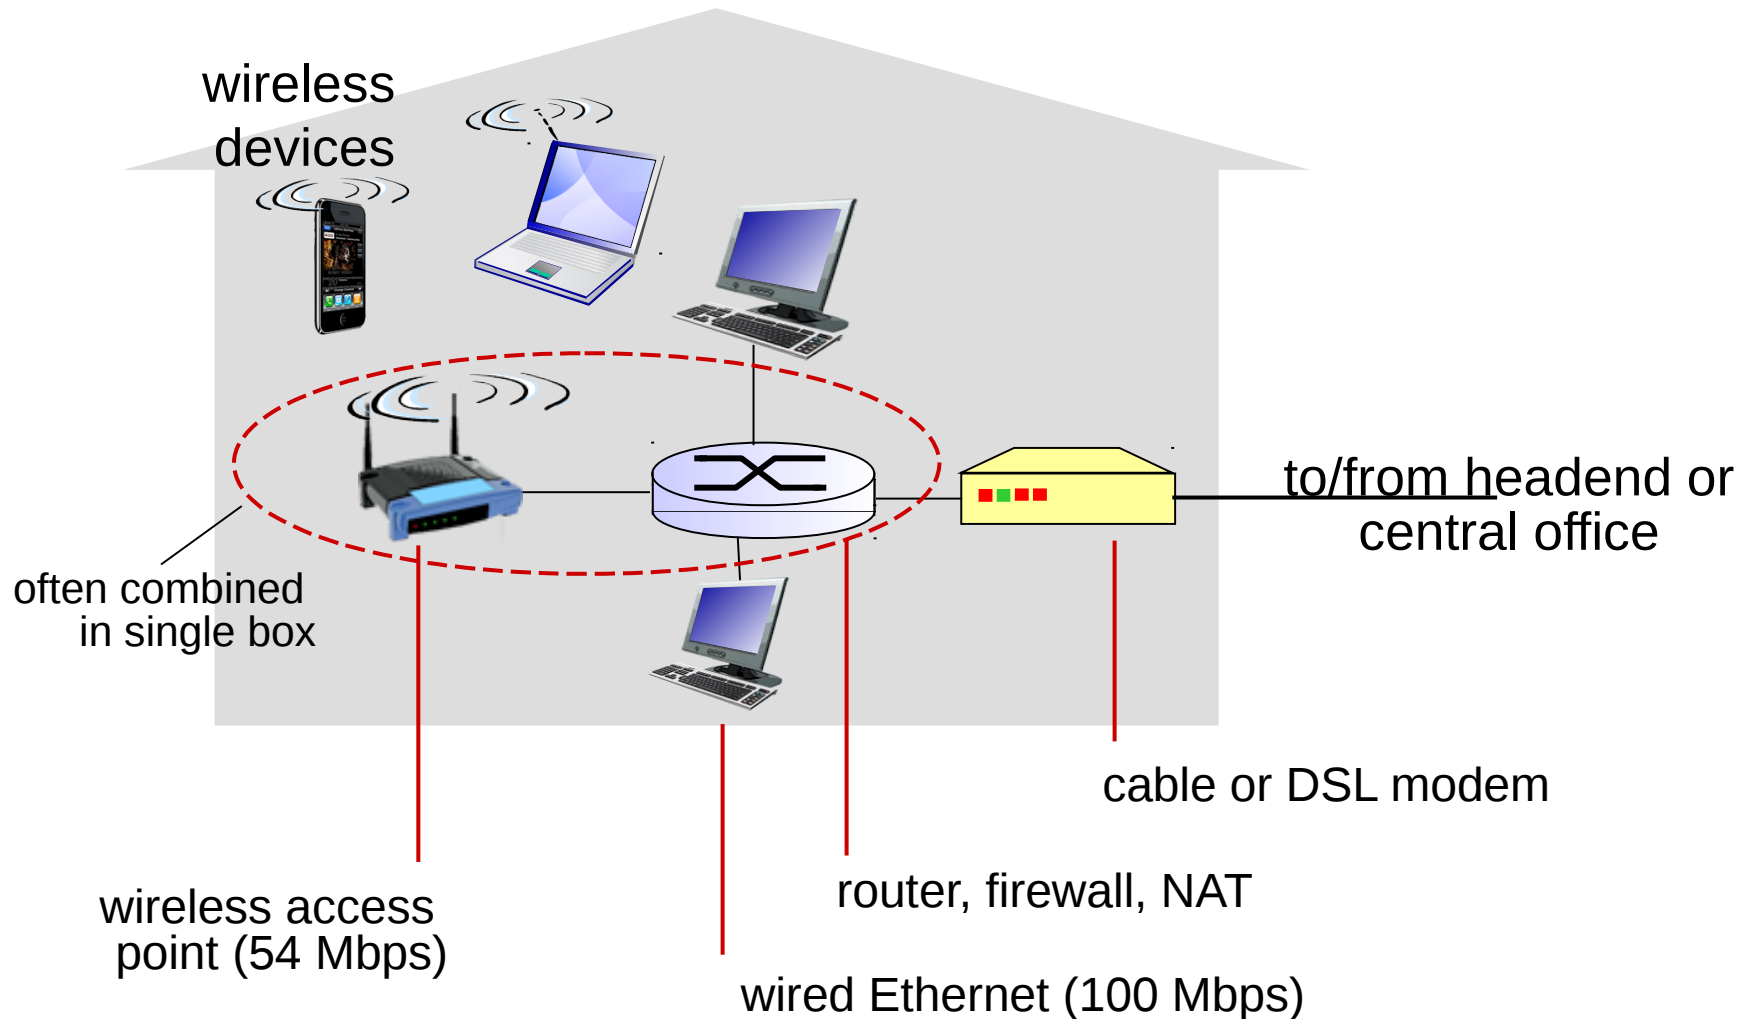 wireless
devices
to/from headend or
central office
often combined
in single box
cable or DSL modem
router, firewall, NAT
wireless access
point (54 Mbps)
wired Ethernet (100 Mbps)